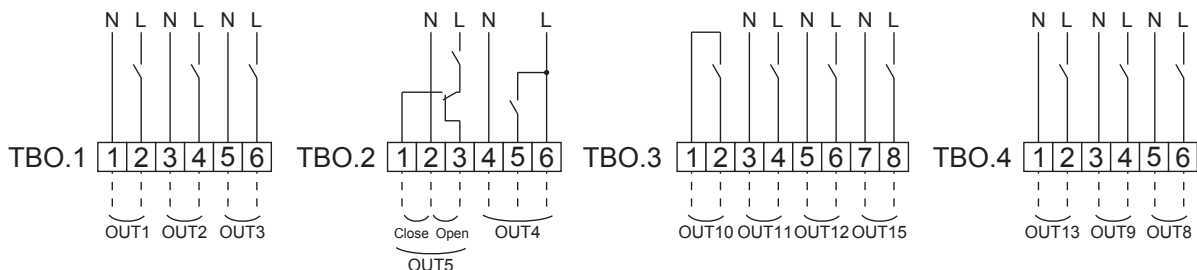 N L N L N L N L N L N L N L N L N L N L N L
TBO.1 1 2 3 4 5 6 TBO.2 1 2 3 4 5 6 TBO.3 1 2 3 4 5 6 7 8 TBO.4 1 2 3 4 5 6
OUT1 OUT2 OUT3 Close Open OUT4 OUT10 OUT11 OUT12 OUT15 OUT13 OUT9 OUT8
OUT5